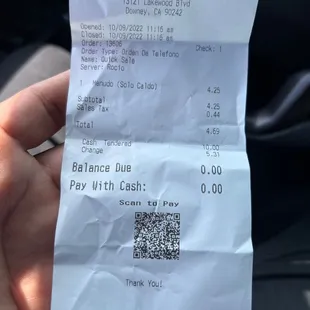 13121 Lakewood Blvd
Downey, CA 90242
Opened: 10/09/2022 11:16 am
Closed: 10/09/2022 11:16 am
Order: 13606
Check: 1
Order Type: Orden De Telefono
Name: Quick Sale
Server: Rocio
1 Menudo (Solo Caldo) 4.25
Subtotal 4.25
Sales Tax 0.44
Total 4.69
Cash Tendered 10.00
Change 5.31
Balance Due 0.00
Pay With Cash: 0.00
Scan to Pay
Thank You!